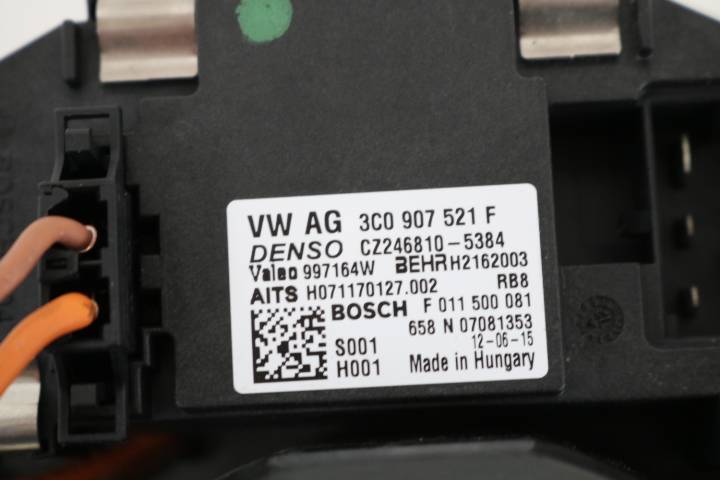 VW AG 3C0 907 521 F
DENSO CZ246810-5384
Valeo 997164W BEHR H2162003
AITS H071170127.002 RB8
BOSCH F 011 500 081
658 N 07081353
S001 12-06-15
H001 Made in Hungary